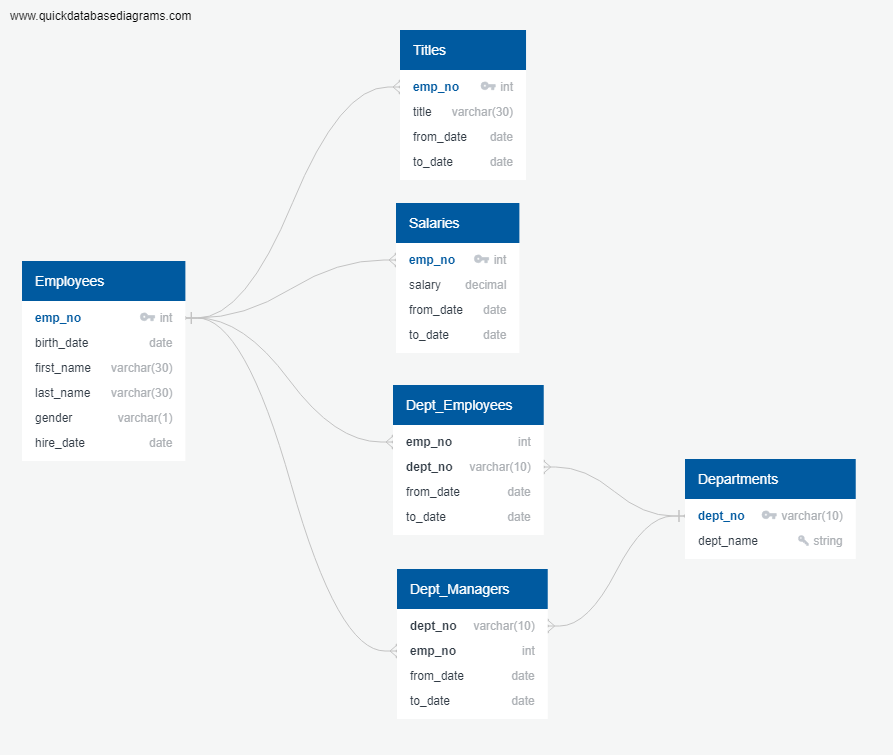 www.quickdatabasediagrams.com
Titles
emp_no int
title varchar(30)
from_date date
to_date date
Salaries
emp_no int
salary decimal
from_date date
to_date date
Employees
emp_no int
birth_date date
first_name varchar(30)
last_name varchar(30)
gender varchar(1)
hire_date date
Dept_Employees
emp_no int
dept_no varchar(10)
from_date date
to_date date
Departments
dept_no varchar(10)
dept_name string
Dept_Managers
dept_no varchar(10)
emp_no int
from_date date
to_date date